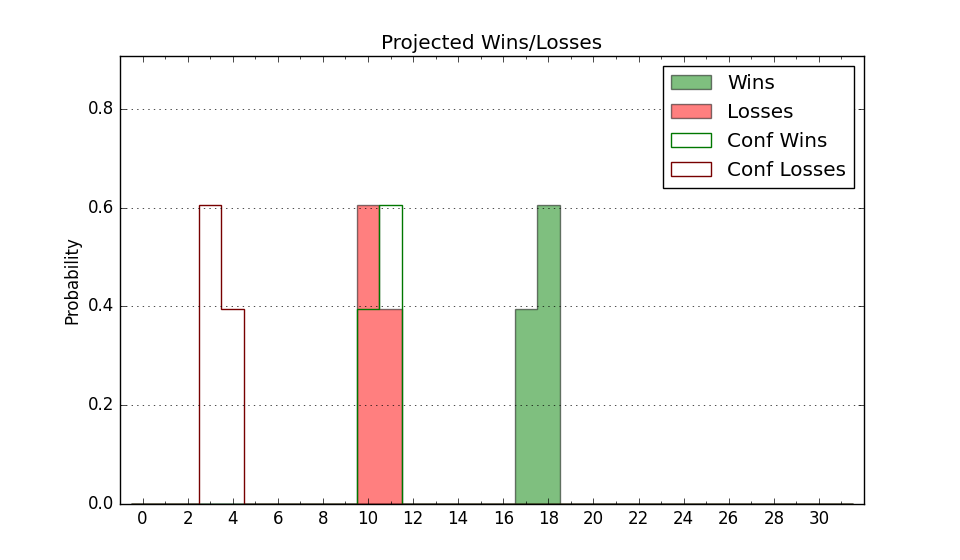 Projected Wins/Losses
Wins
Losses
Conf Wins
Conf Losses
Probability
0.8
0.6
0.4
0.2
0.0
0 2 4 6 8 10 12 14 16 18 20 22 24 26 28 30